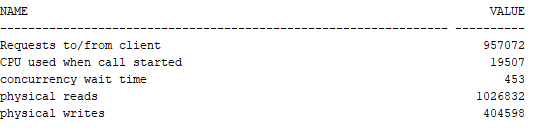 NAME VALUE
---------------------------------------------------------------- ----------
Requests to/from client 957072
CPU used when call started 19507
concurrency wait time 453
physical reads 1026832
physical writes 404598